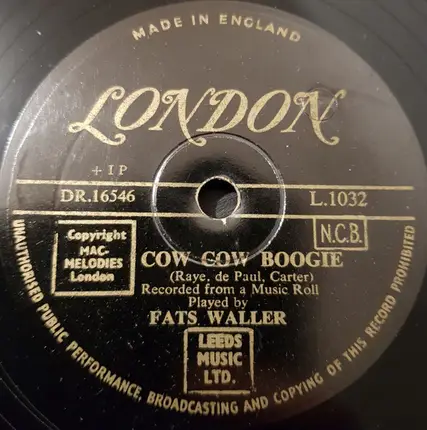 MADE IN ENGLAND
LONDON
+1P
DR.16546
L.1032
Copyright
MAC-
MELODIES
London
N.C.B.
COW COW BOOGIE
(Raye, de Paul, Carter)
Recorded from a Music Roll
Played by
FATS WALLER
LEEDS
MUSIC
LTD.
UNAUTHORISED PUBLIC PERFORMANCE, BROADCASTING AND COPYING OF THIS RECORD PROHIBITED